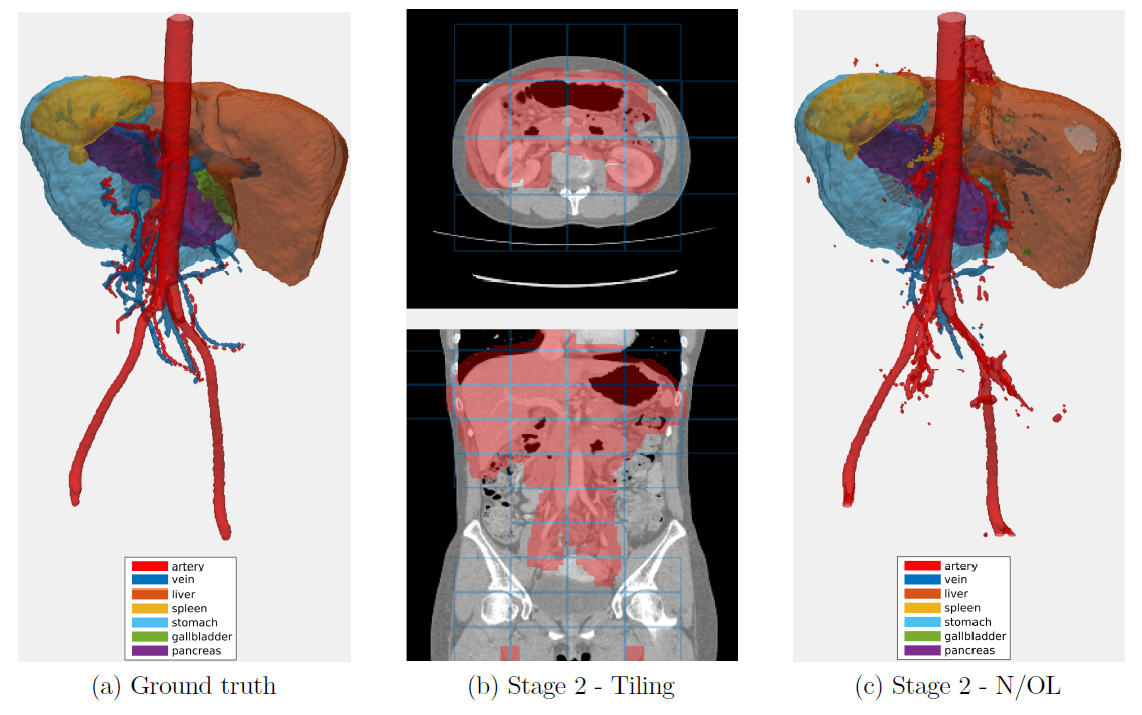 artery
vein
liver
spleen
stomach
gallbladder
pancreas
artery
vein
liver
spleen
stomach
gallbladder
pancreas
(a) Ground truth
(b) Stage 2 - Tiling
(c) Stage 2 - N/OL